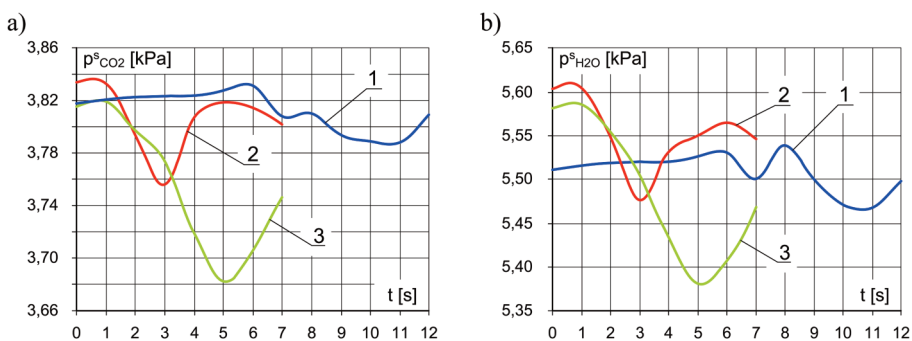 a)
3,86
3,82
3,78
3,74
3,70
3,66
pˢCO2 [kPa]
1
2
3
t [s]
0 1 2 3 4 5 6 7 8 9 10 11 12
b)
5,65
5,60
5,55
5,50
5,45
5,40
5,35
pˢH2O [kPa]
2
1
3
t [s]
0 1 2 3 4 5 6 7 8 9 10 11 12